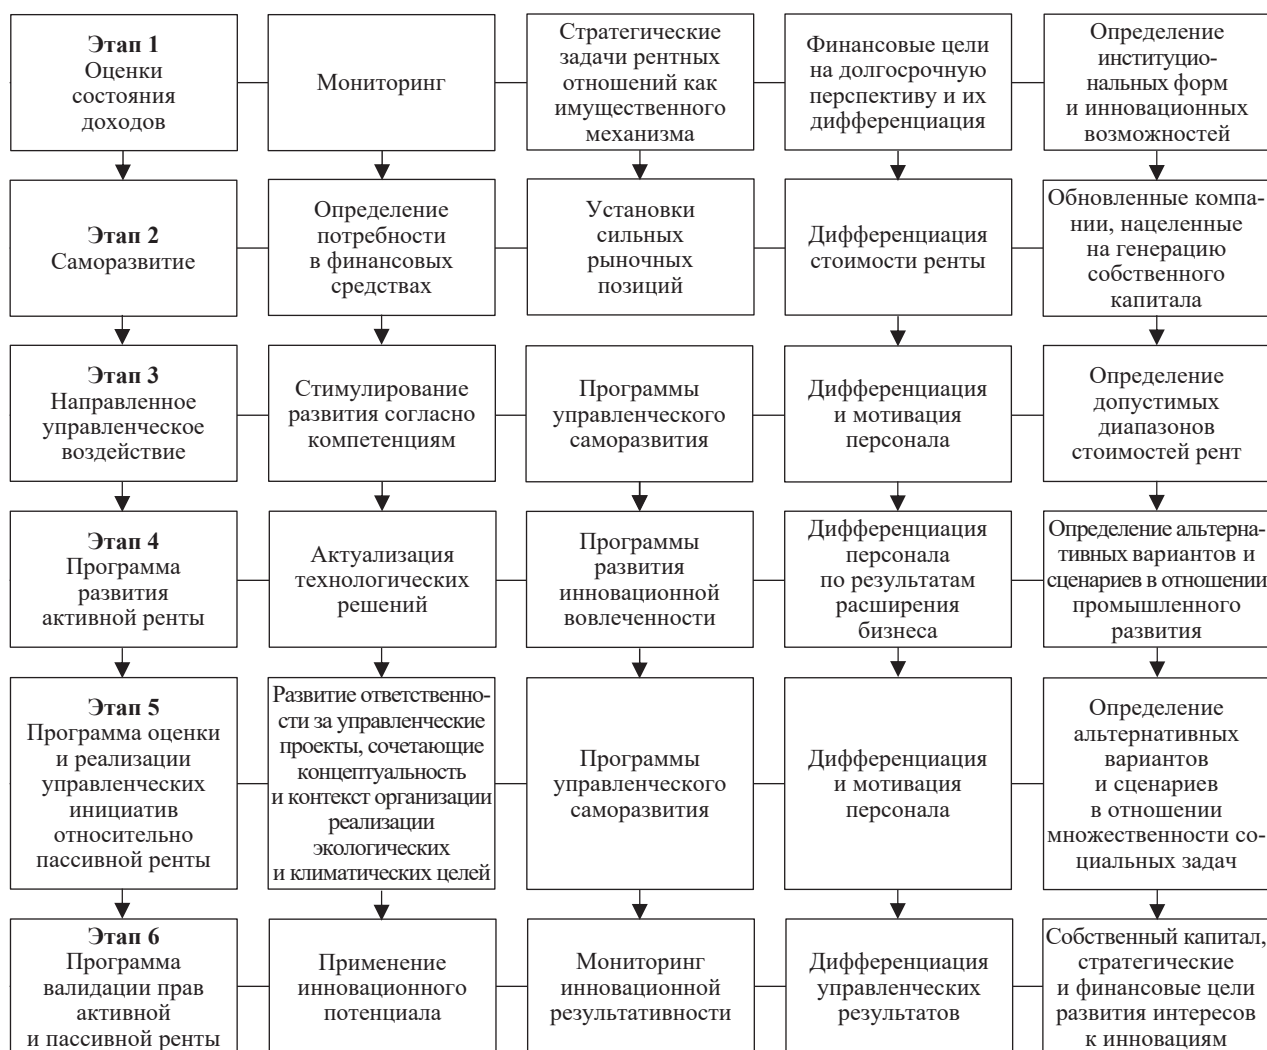 Этап 1
Оценки
состояния
доходов
Мониторинг
Стратегические
задачи рентных
отношений как
имущественного
механизма
Финансовые цели
на долгосрочную
перспективу и их
дифференциация
Определение
институцио-
нальных форм
и инновационных
возможностей
Этап 2
Саморазвитие
Определение
потребности
в финансовых
средствах
Установки
сильных
рыночных
позиций
Дифференциация
стоимости ренты
Обновленные компа-
нии, нацеленные
на генерацию
собственного
капитала
Этап 3
Направленное
управленческое
воздействие
Стимулирование
развития согласно
компетенциям
Программы
управленческого
саморазвития
Дифференциация
и мотивация
персонала
Определение
допустимых
диапазонов
стоимостей рент
Этап 4
Программа
развития
активной ренты
Актуализация
технологических
решений
Программы
развития
инновационной
вовлеченности
Дифференциация
персонала
по результатам
расширения
бизнеса
Определение альтерна-
тивных вариантов и
сценариев в отношении
промышленного
развития
Этап 5
Программа оценки
и реализации
управленческих
инициатив
относительно
пассивной ренты
Развитие ответственно-
сти за управленческие
проекты, сочетающие
концептуальность
и контекст организации
реализации
экологических
и климатических целей
Программы
управленческого
саморазвития
Дифференциация
и мотивация
персонала
Определение
альтернативных
вариантов
и сценариев
в отношении
множественности со-
циальных задач
Этап 6
Программа
валидации прав
активной
и пассивной ренты
Применение
инновационного
потенциала
Мониторинг
инновационной
результативности
Дифференциация
управленческих
результатов
Собственный капитал,
стратегические
и финансовые цели
развития интересов
к инновациям